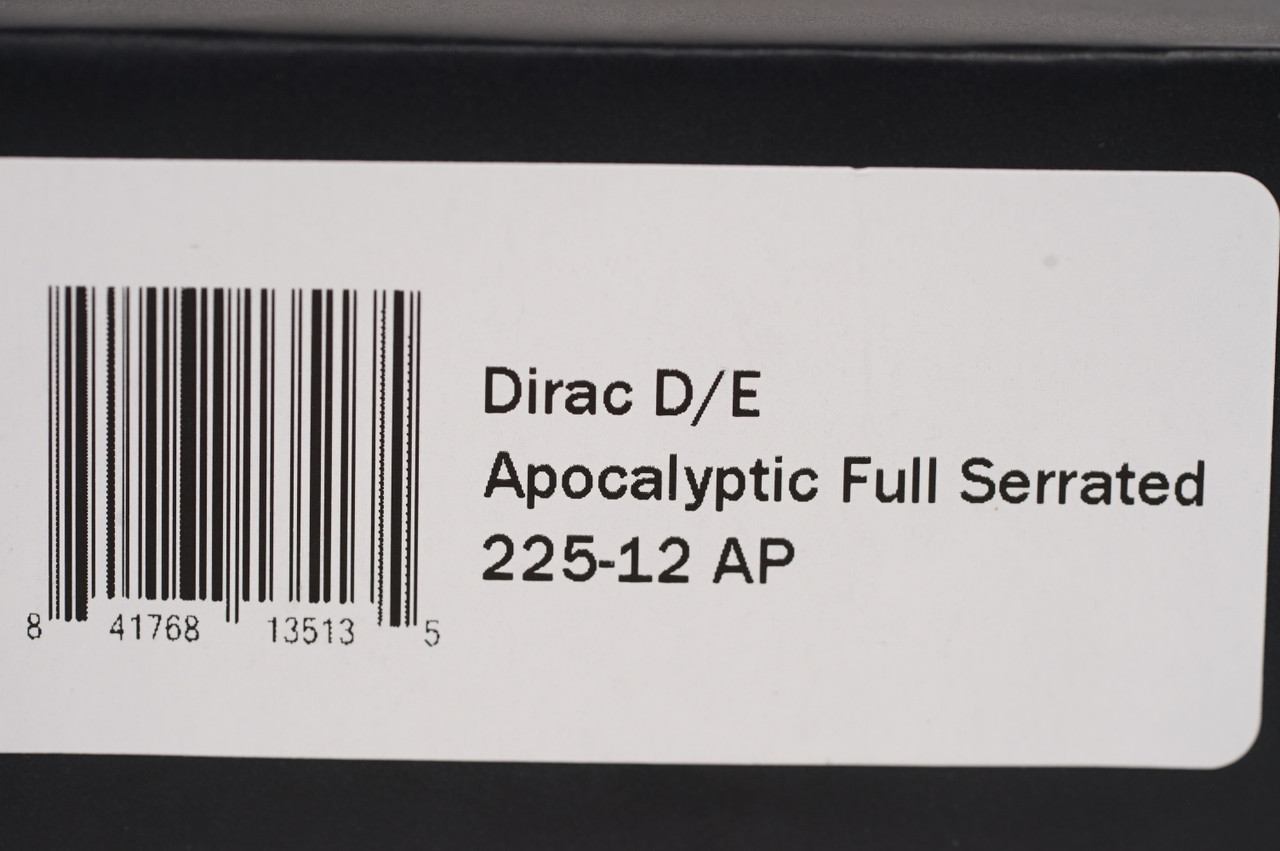 Dirac D/E
Apocalyptic Full Serrated
225-12 AP
8 41768 13513 5